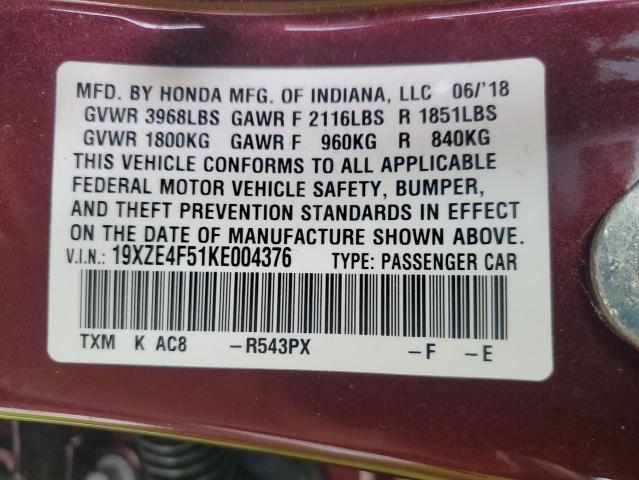 MFD. BY HONDA MFG. OF INDIANA, LLC 06/'18
GVWR 3968LBS GAWR F 2116LBS R 1851LBS
GVWR 1800KG GAWR F 960KG R 840KG
THIS VEHICLE CONFORMS TO ALL APPLICABLE
FEDERAL MOTOR VEHICLE SAFETY, BUMPER,
AND THEFT PREVENTION STANDARDS IN EFFECT
ON THE DATE OF MANUFACTURE SHOWN ABOVE.
V.I.N.: 19XZE4F51KE004376 TYPE: PASSENGER CAR
TXM K AC8 –R543PX –F –E